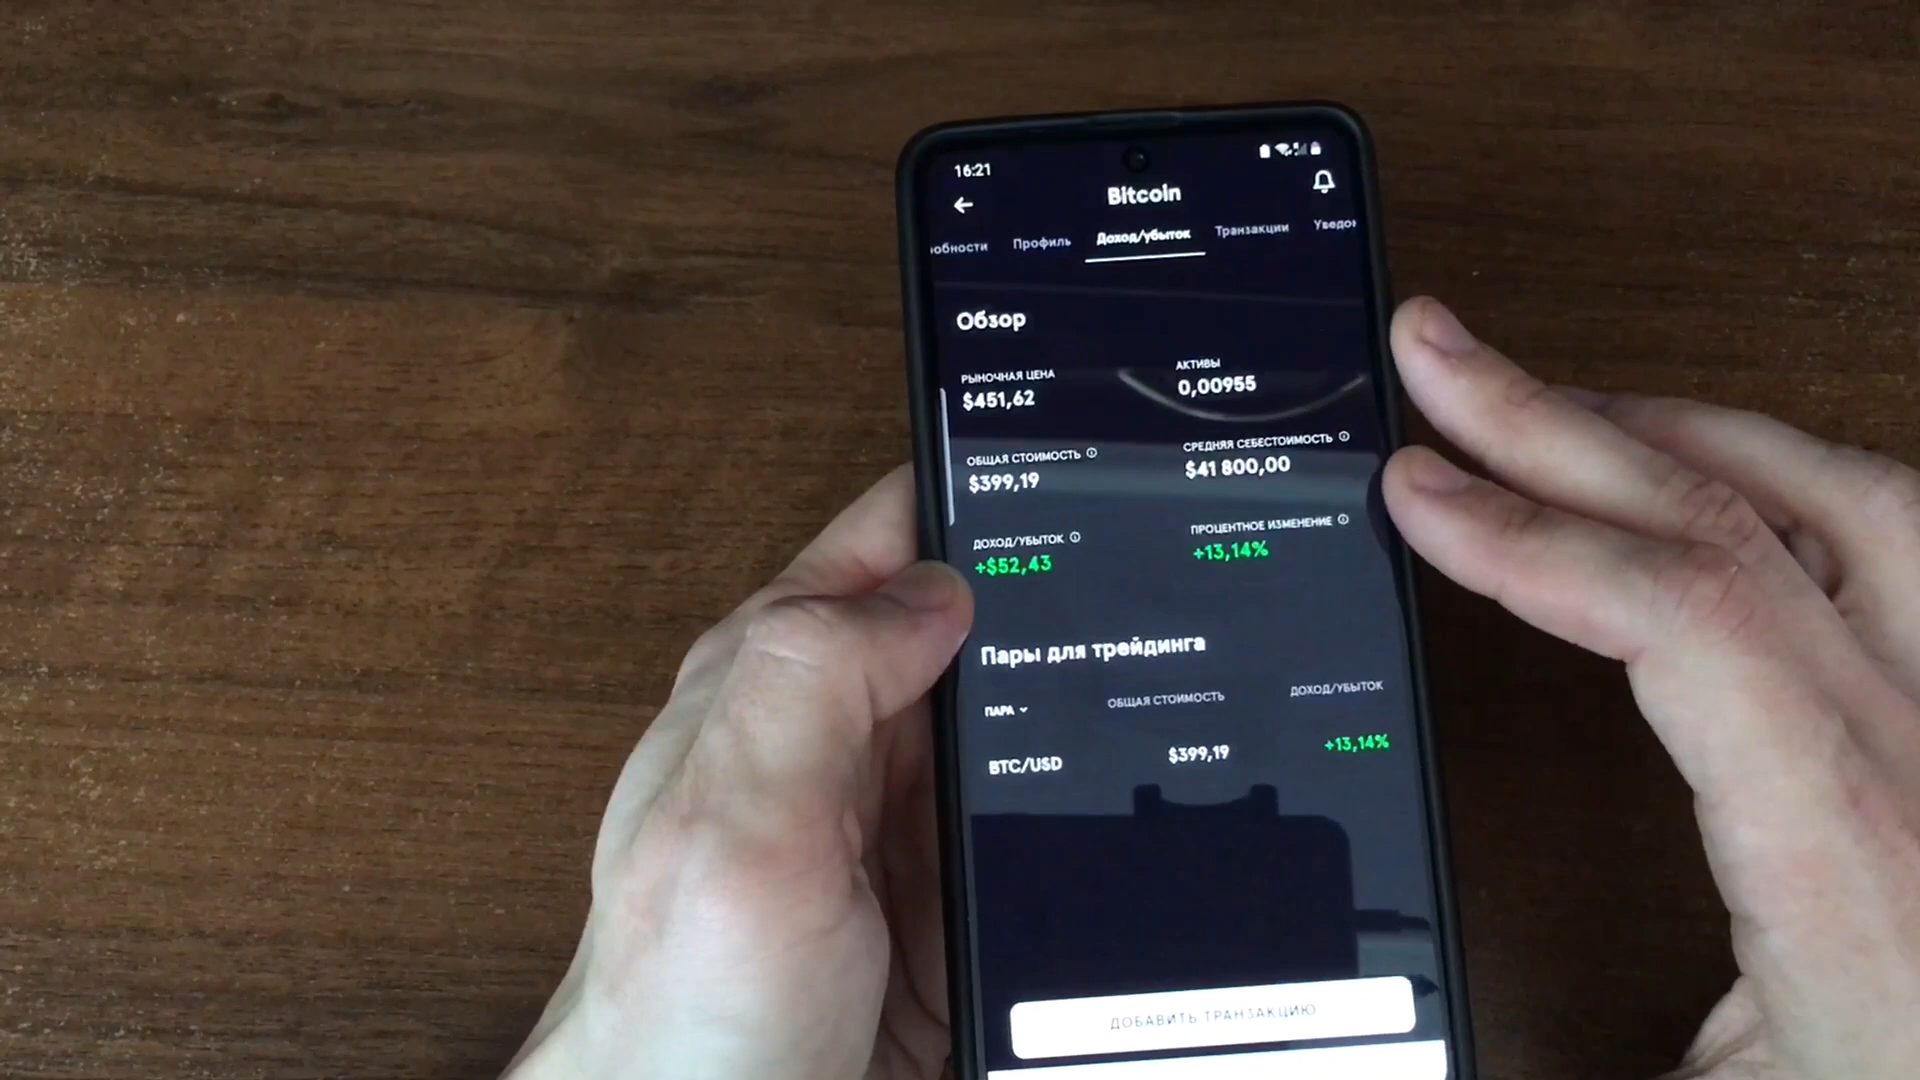 16:21
Bitcoin
обности Профиль Доход/убыток Транзакции Уведо
Обзор
РЫНОЧНАЯ ЦЕНА АКТИВЫ
$451,62 0,00955
ОБЩАЯ СТОИМОСТЬ СРЕДНЯЯ СЕБЕСТОИМОСТЬ
$399,19 $41 800,00
ДОХОД/УБЫТОК ПРОЦЕНТНОЕ ИЗМЕНЕНИЕ
+$52,43 +13,14%
Пары для трейдинга
ПАРА ОБЩАЯ СТОИМОСТЬ ДОХОД/УБЫТОК
BTC/USD $399,19 +13,14%
ДОБАВИТЬ ТРАНЗАКЦИЮ